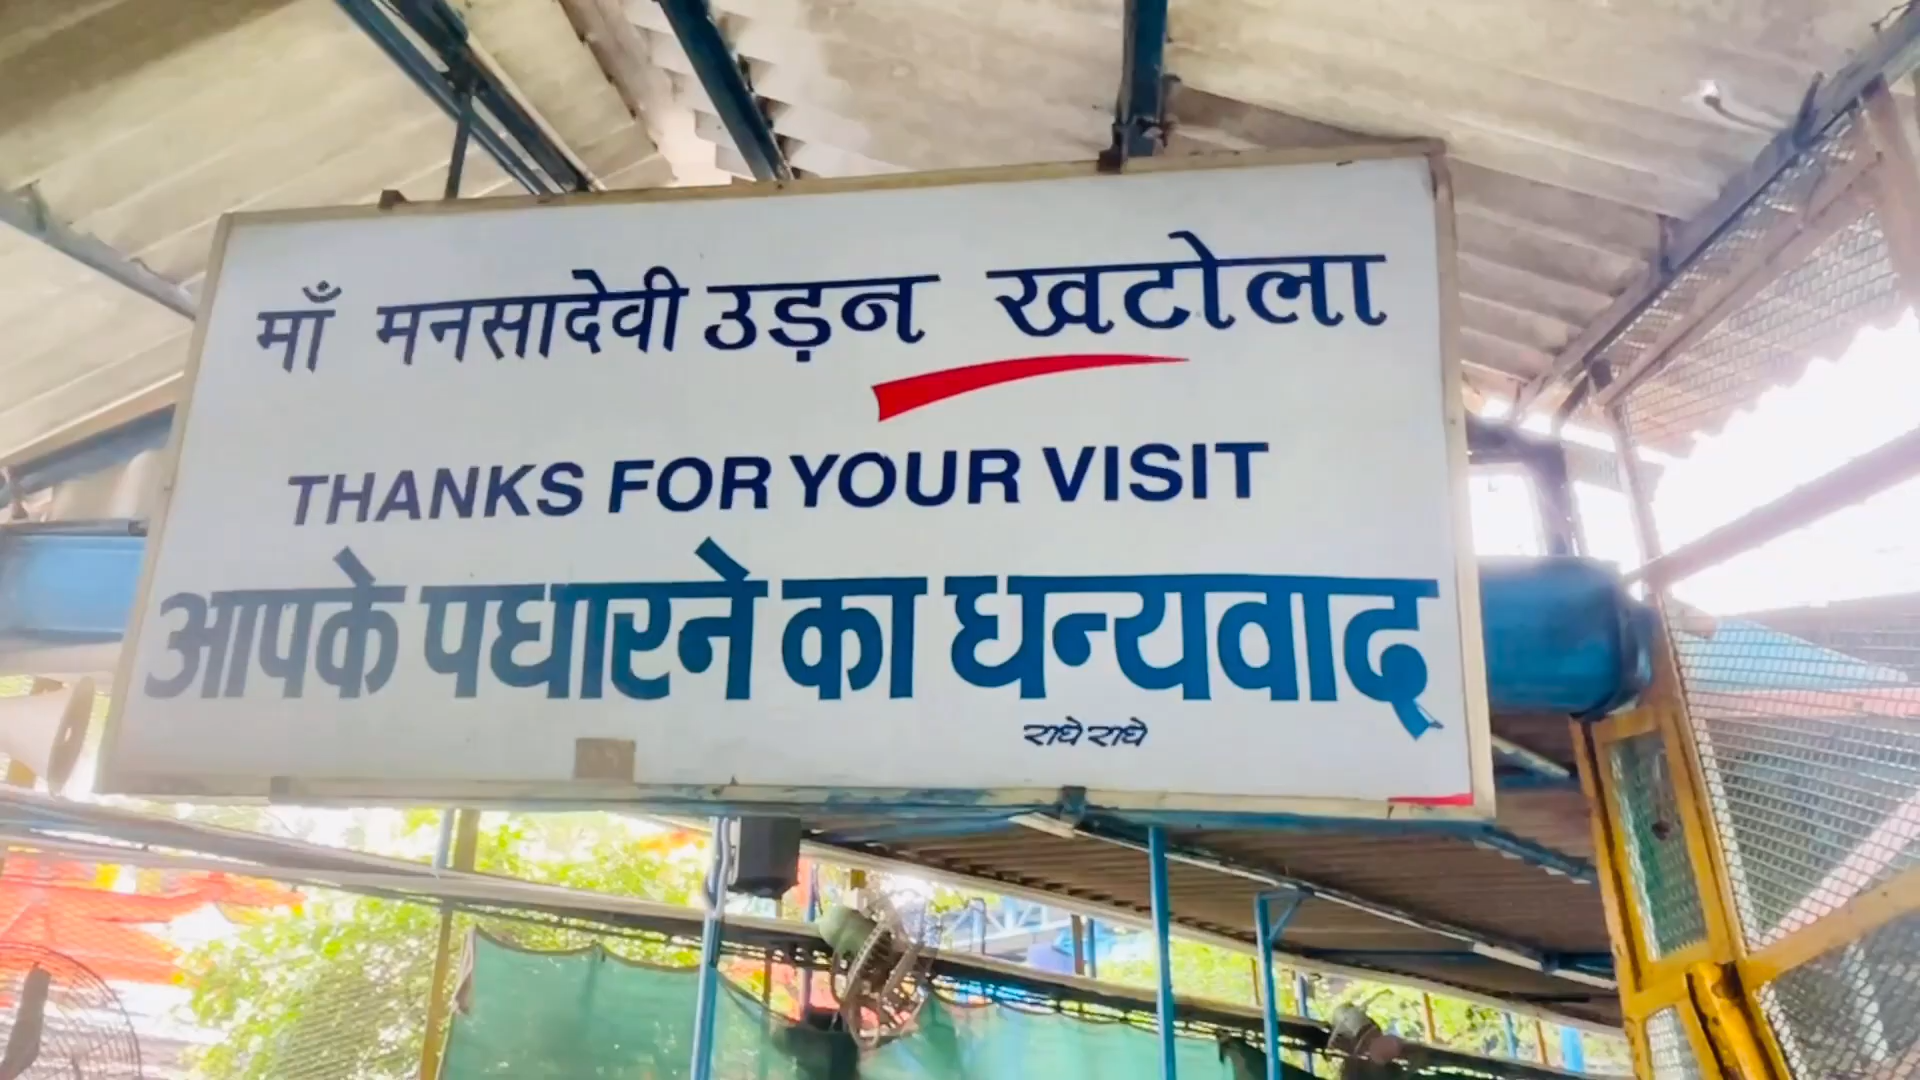 माँ मनसादेवी उड़न खटोला
THANKS FOR YOUR VISIT
आपके पधारने का धन्यवाद
राधे राधे